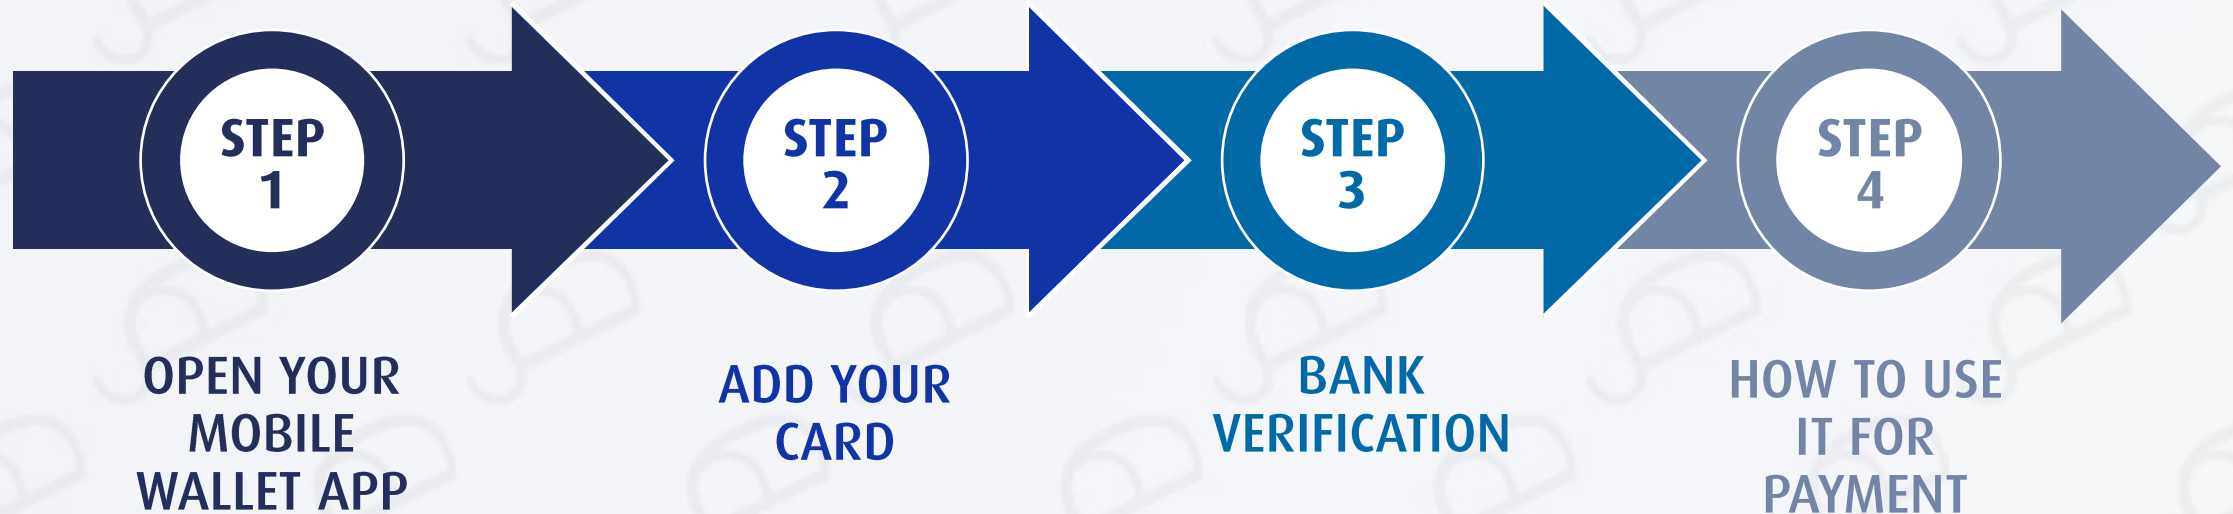 STEP
1
STEP
2
STEP
3
STEP
4
OPEN YOUR
MOBILE
WALLET APP
ADD YOUR
CARD
BANK
VERIFICATION
HOW TO USE
IT FOR
PAYMENT